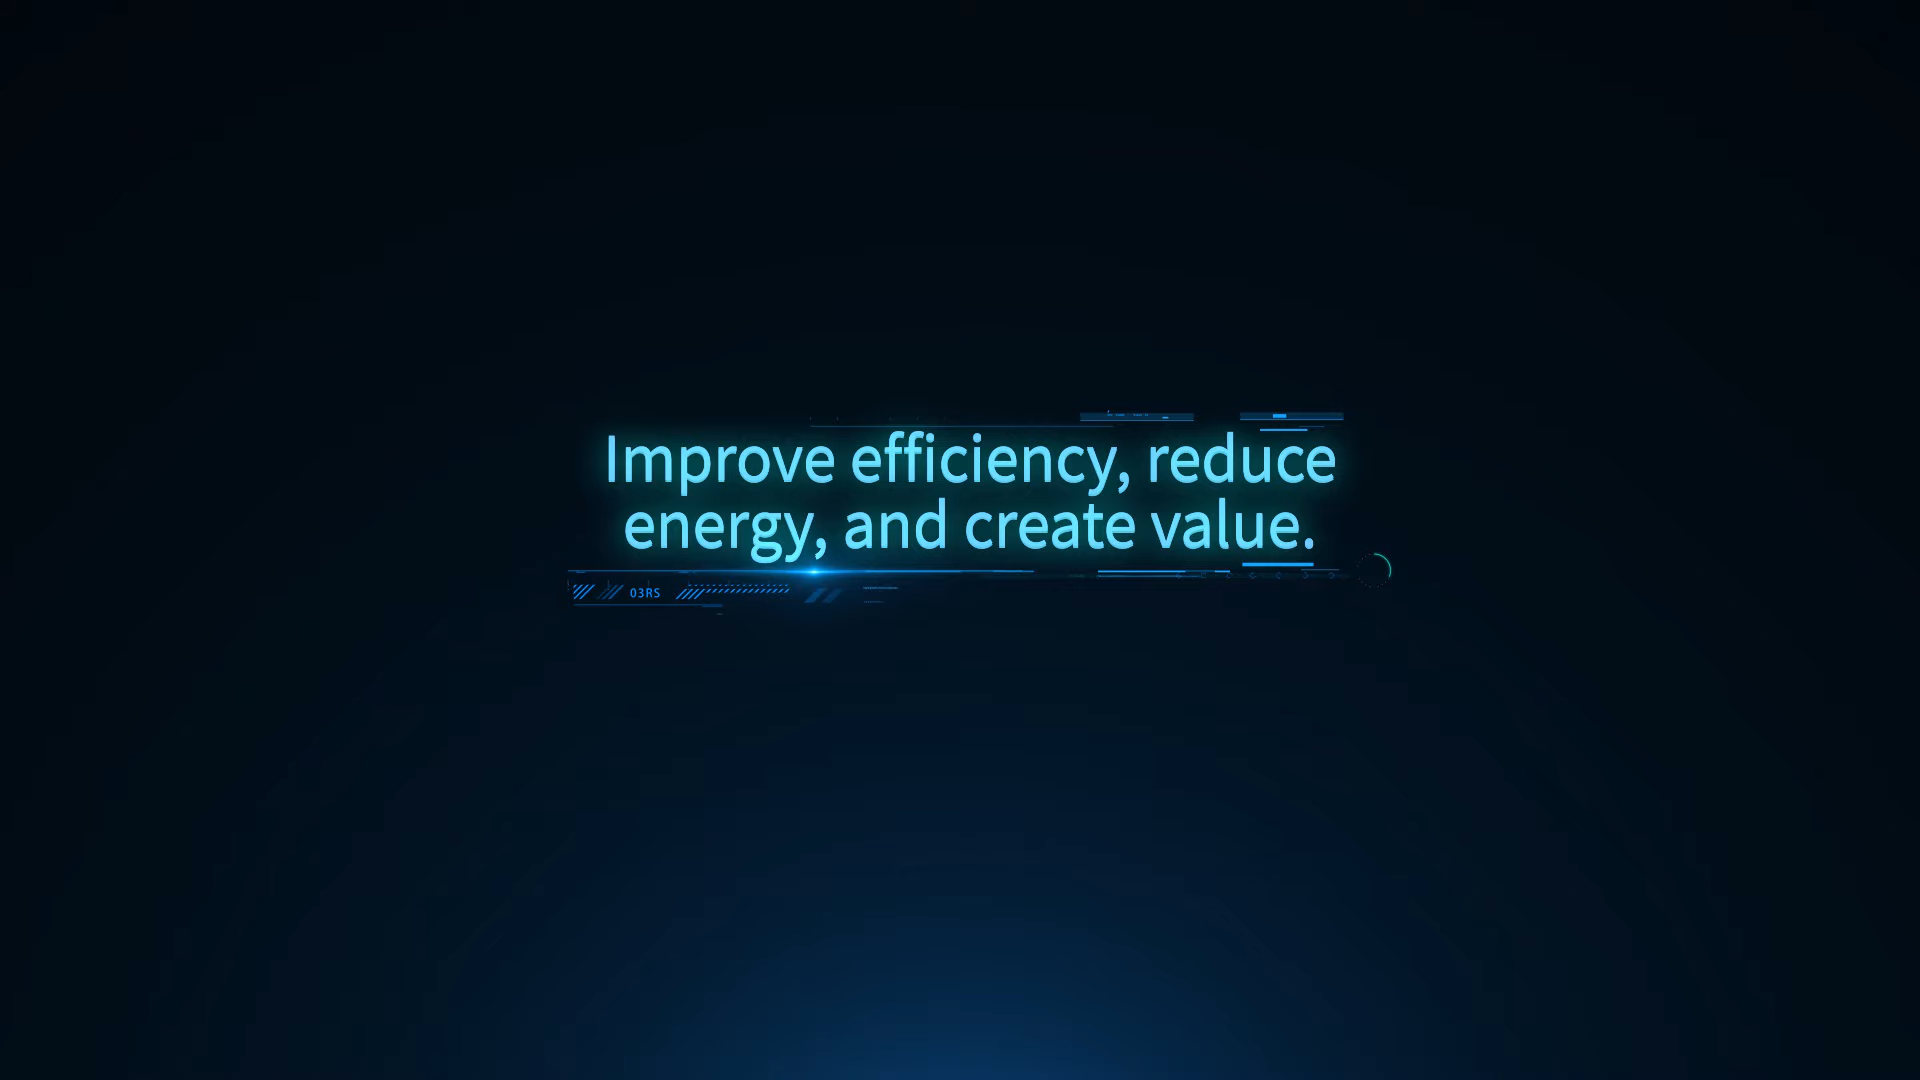 Improve efficiency, reduce
energy, and create value.
03RS